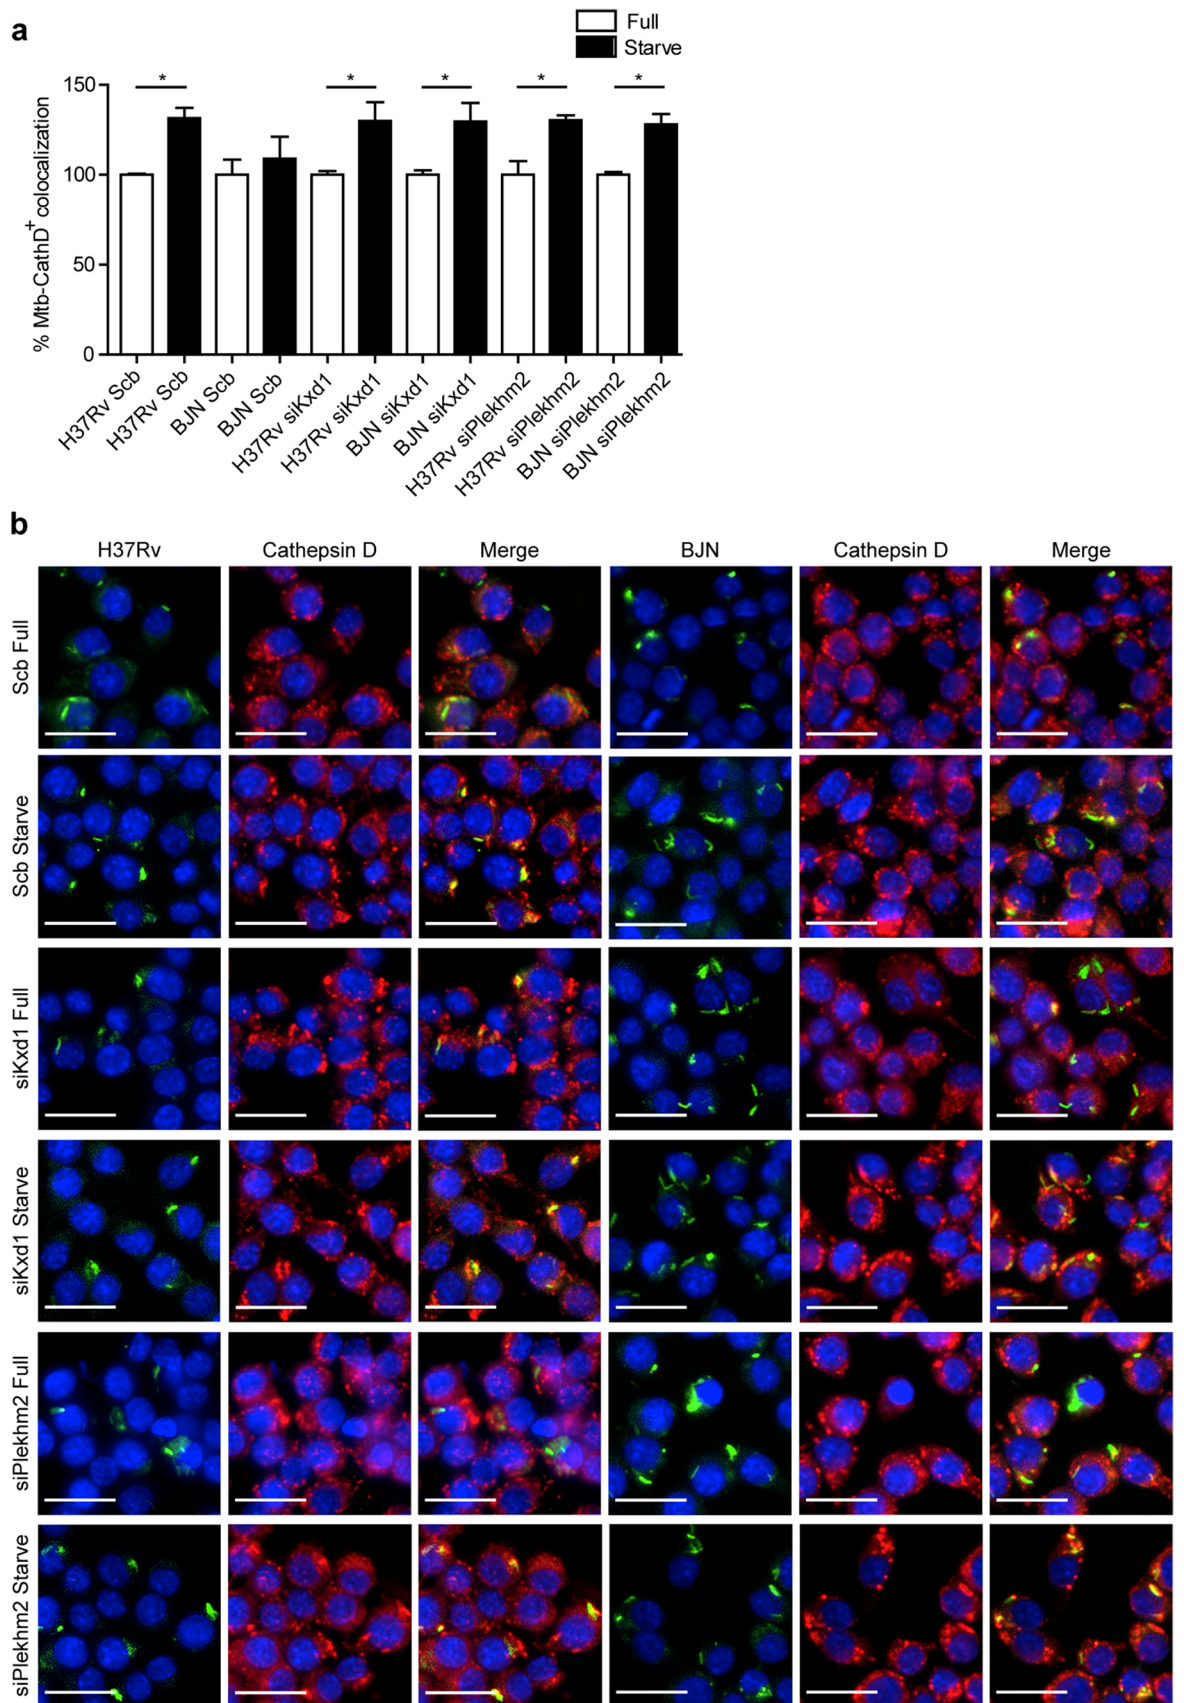 a
Full
Starve
% Mtb-CathD+ colocalization
150
100
50
0
* * * * *
H37Rv Scb
H37Rv Scb
BJN Scb
BJN Scb
H37Rv siKxd1
H37Rv siKxd1
BJN siKxd1
BJN siKxd1
H37Rv siPlekhm2
H37Rv siPlekhm2
BJN siPlekhm2
BJN siPlekhm2
b
H37Rv Cathepsin D Merge BJN Cathepsin D Merge
Scb Full
Scb Starve
siKxd1 Full
siKxd1 Starve
siPlekhm2 Full
siPlekhm2 Starve